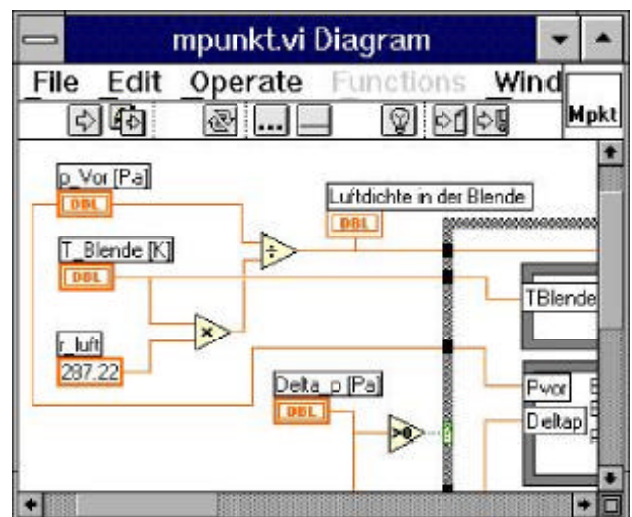 mpunkt.vi Diagram
File Edit Operate Functions Wind
Mpkt
p_Vor [Pa]
DBL
Luftdichte in der Blende
DBL
T_Blende [K]
DBL
÷
TBlende
×
r_luft
287.22
Delta_p [Pa]
DBL
>0
Pvor
Deltap